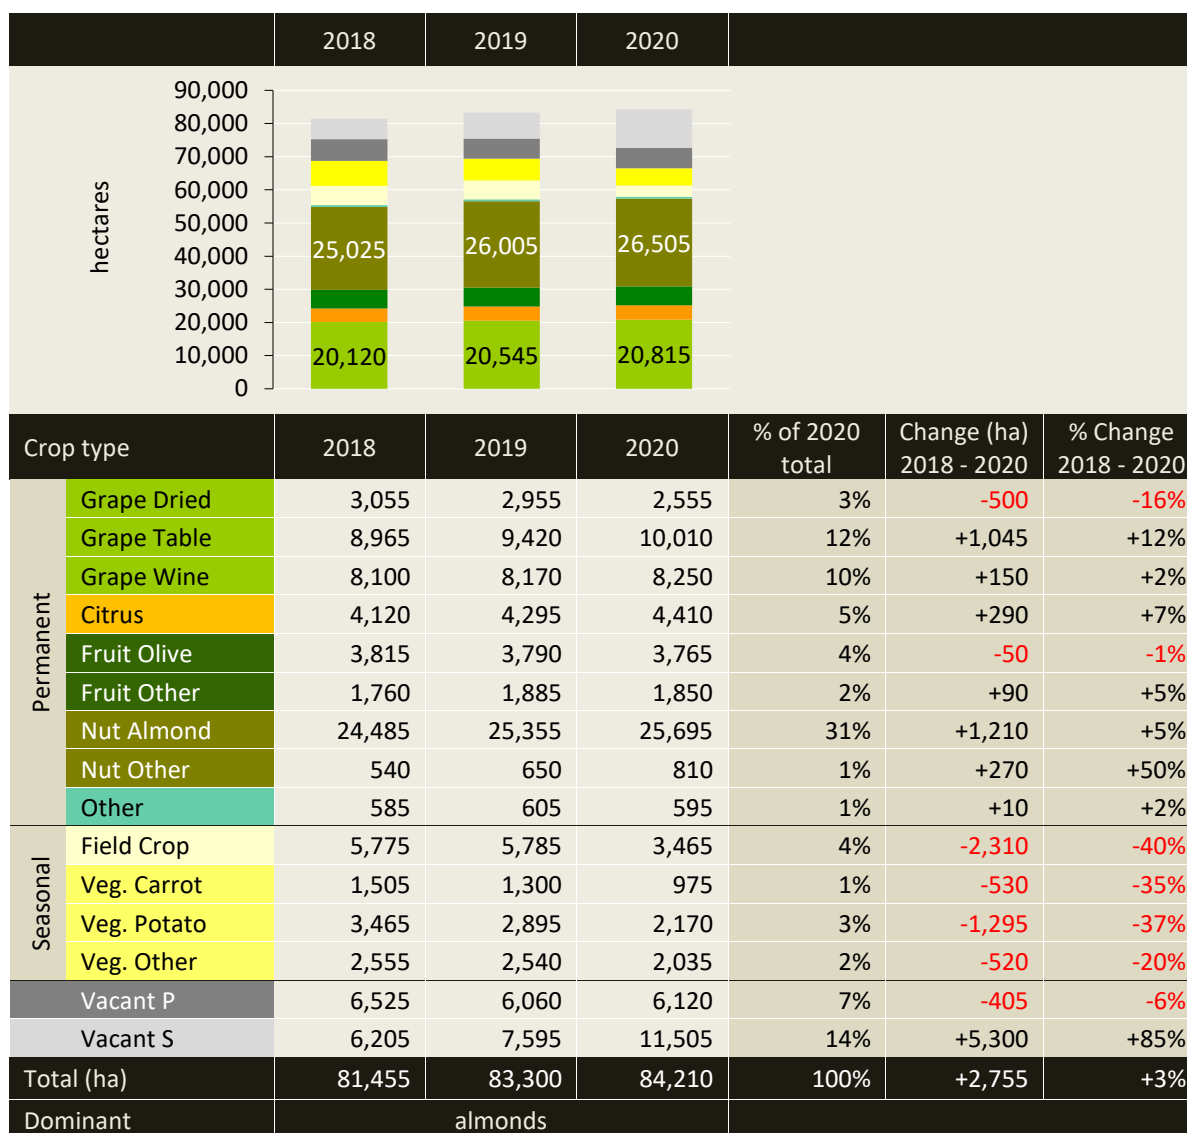 2018 2019 2020
90,000
80,000
70,000
60,000
50,000
40,000
30,000
20,000
10,000
0
hectares
25,025 26,005 26,505
20,120 20,545 20,815
Crop type 2018 2019 2020 % of 2020 total Change (ha) 2018 - 2020 % Change 2018 - 2020
Permanent
Grape Dried 3,055 2,955 2,555 3% -500 -16%
Grape Table 8,965 9,420 10,010 12% +1,045 +12%
Grape Wine 8,100 8,170 8,250 10% +150 +2%
Citrus 4,120 4,295 4,410 5% +290 +7%
Fruit Olive 3,815 3,790 3,765 4% -50 -1%
Fruit Other 1,760 1,885 1,850 2% +90 +5%
Nut Almond 24,485 25,355 25,695 31% +1,210 +5%
Nut Other 540 650 810 1% +270 +50%
Other 585 605 595 1% +10 +2%
Seasonal
Field Crop 5,775 5,785 3,465 4% -2,310 -40%
Veg. Carrot 1,505 1,300 975 1% -530 -35%
Veg. Potato 3,465 2,895 2,170 3% -1,295 -37%
Veg. Other 2,555 2,540 2,035 2% -520 -20%
Vacant P 6,525 6,060 6,120 7% -405 -6%
Vacant S 6,205 7,595 11,505 14% +5,300 +85%
Total (ha) 81,455 83,300 84,210 100% +2,755 +3%
Dominant almonds